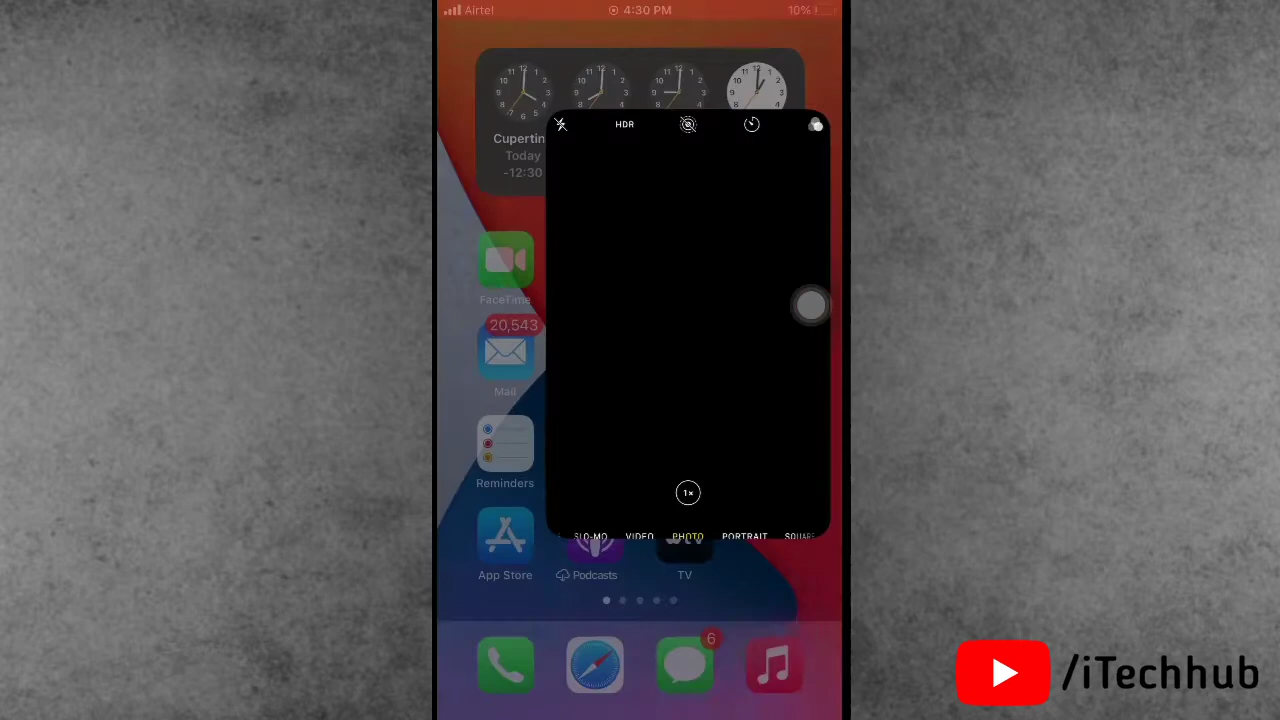 Airtel 4:30 PM 10%
Cupertin
Today
-12:30
HDR
FaceTime
20,543
Mail
Reminders
1×
SLO-MO VIDEO PHOTO PORTRAIT SQUARE
App Store Podcasts TV
6
/iTechhub